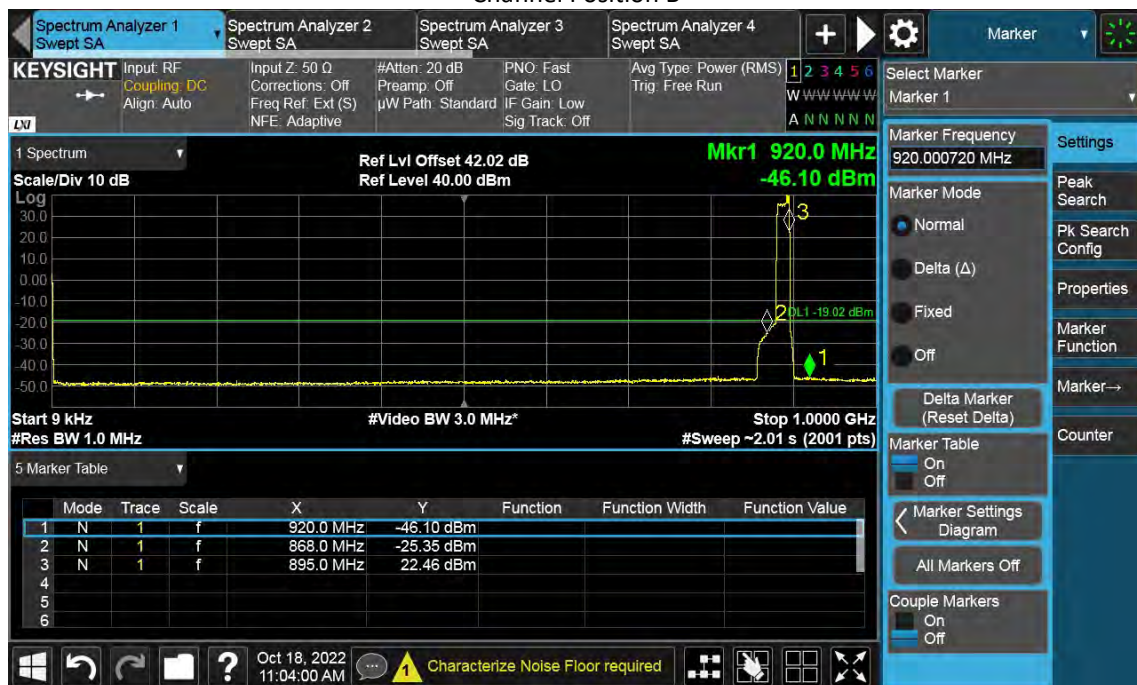 Channel Position B
Spectrum Analyzer 1
Swept SA
Spectrum Analyzer 2
Swept SA
Spectrum Analyzer 3
Swept SA
Spectrum Analyzer 4
Swept SA
+
Marker
KEYSIGHT
LXI
Input: RF
Coupling: DC
Align: Auto
Input Z: 50 Ω
Corrections: Off
Freq Ref: Ext (S)
NFE: Adaptive
#Atten: 20 dB
Preamp: Off
µW Path: Standard
PNO: Fast
Gate: LO
IF Gain: Low
Sig Track: Off
Avg Type: Power (RMS)
Trig: Free Run
1 2 3 4 5 6
W W W W W W
A N N N N N
Select Marker
Marker 1
1 Spectrum
Scale/Div 10 dB
Ref Lvl Offset 42.02 dB
Ref Level 40.00 dBm
Mkr1 920.0 MHz
-46.10 dBm
Log
30.0
20.0
10.0
0.00
-10.0
-20.0
-30.0
-40.0
-50.0
3
2
DL1 -19.02 dBm
1
Start 9 kHz
#Res BW 1.0 MHz
#Video BW 3.0 MHz*
Stop 1.0000 GHz
#Sweep ~2.01 s (2001 pts)
5 Marker Table
Mode Trace Scale X Y Function Function Width Function Value
1 N 1 f 920.0 MHz -46.10 dBm
2 N 1 f 868.0 MHz -25.35 dBm
3 N 1 f 895.0 MHz 22.46 dBm
4
5
6
Marker Frequency
920.000720 MHz
Marker Mode
Normal
Delta (Δ)
Fixed
Off
Delta Marker
(Reset Delta)
Marker Table
On
Off
Marker Settings
Diagram
All Markers Off
Couple Markers
On
Off
Settings
Peak
Search
Pk Search
Config
Properties
Marker
Function
Marker→
Counter
?
Oct 18, 2022
11:04:00 AM
Characterize Noise Floor required